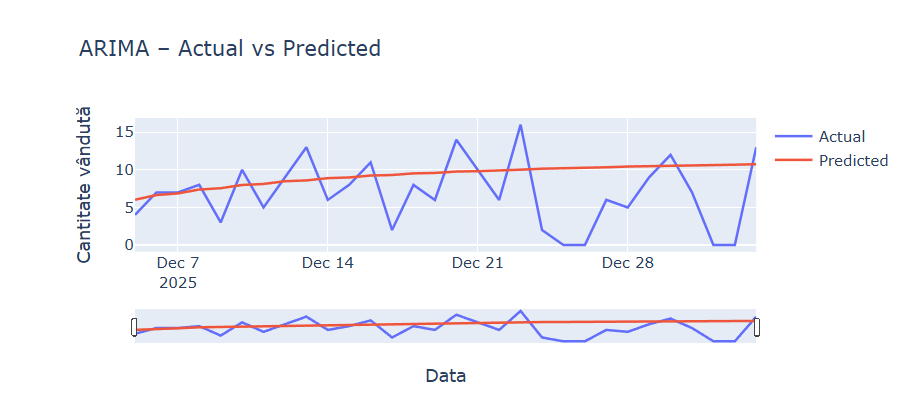 ARIMA – Actual vs Predicted
Cantitate vândută
15
10
5
0
Dec 7
2025
Dec 14
Dec 21
Dec 28
Data
Actual
Predicted